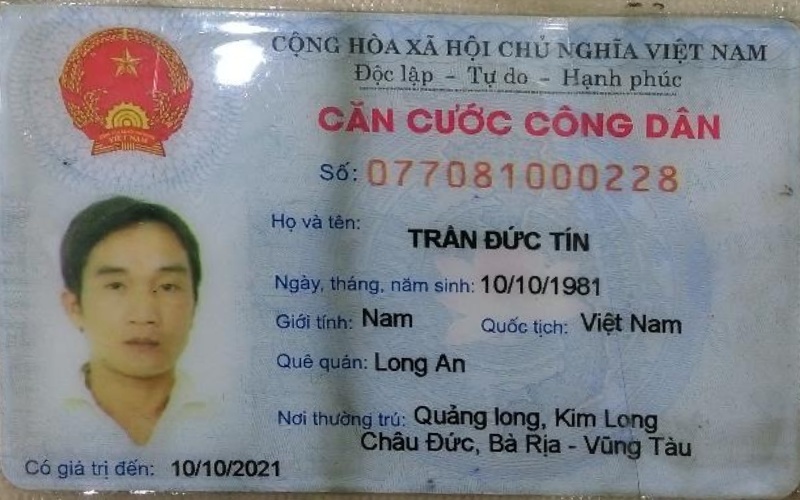 CỘNG HÒA XÃ HỘI CHỦ NGHĨA VIỆT NAM
Độc lập - Tự do - Hạnh phúc
CĂN CƯỚC CÔNG DÂN
Số: 077081000228
Họ và tên:
TRẦN ĐỨC TÍN
Ngày, tháng, năm sinh: 10/10/1981
Giới tính: Nam Quốc tịch: Việt Nam
Quê quán: Long An
Nơi thường trú: Quảng long, Kim Long
Châu Đức, Bà Rịa - Vũng Tàu
Có giá trị đến: 10/10/2021
VIỆT NAM